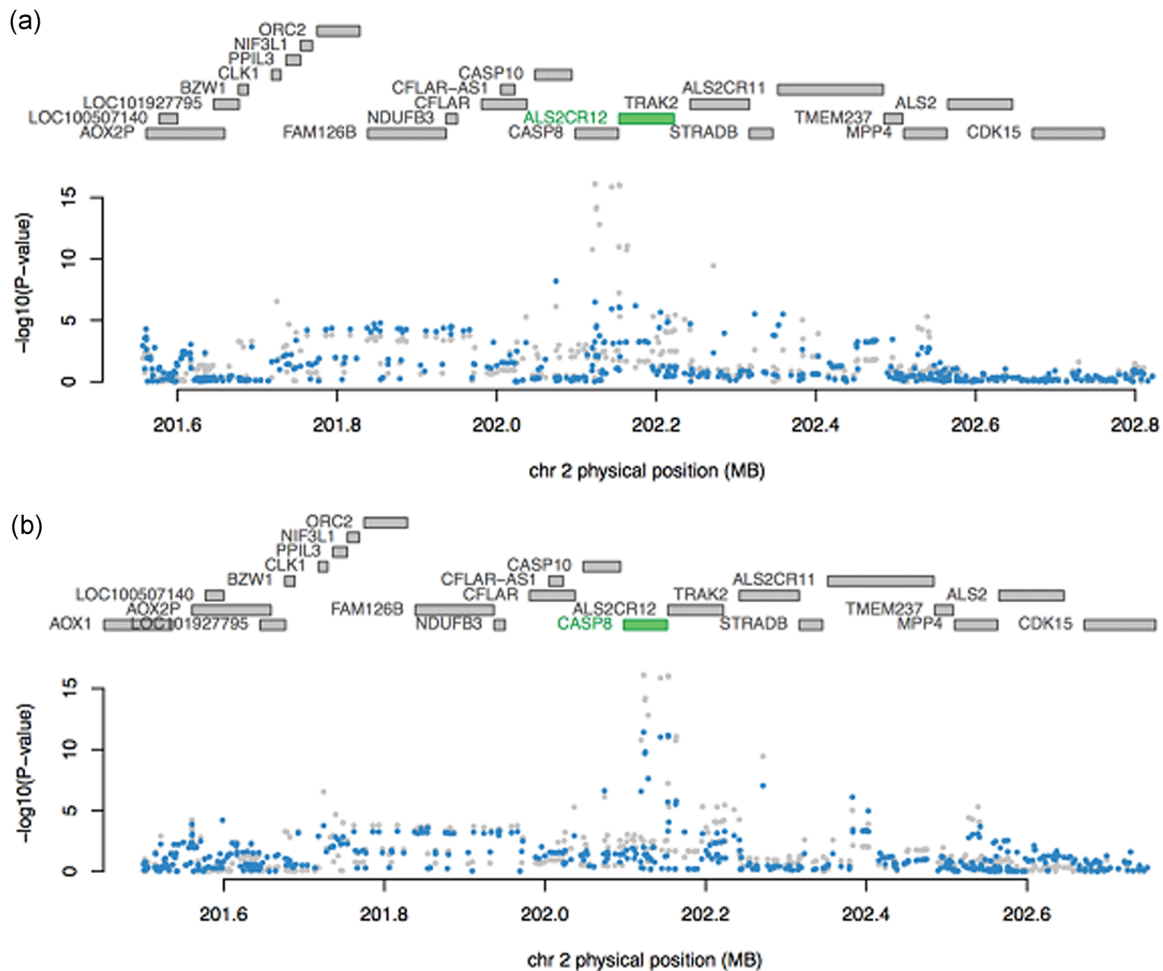 (a)
ORC2
NIF3L1
PPIL3
CLK1 CASP10
BZW1 CFLAR-AS1 ALS2CR11
LOC101927795 CFLAR ALS2
LOC100507140 NDUFB3 ALS2CR12 TRAK2 TMEM237
AOX2P FAM126B CASP8 STRADB MPP4 CDK15
−log10(P−value)
15
10
5
0
201.6 201.8 202.0 202.2 202.4 202.6 202.8
chr 2 physical position (MB)
(b)
ORC2
NIF3L1
PPIL3
CLK1 CASP10
BZW1 CFLAR-AS1 ALS2CR11
LOC100507140 CFLAR TRAK2 ALS2
AOX2P FAM126B ALS2CR12 TMEM237
AOX1 LOC101927795 NDUFB3 CASP8 STRADB MPP4 CDK15
−log10(P−value)
15
10
5
0
201.6 201.8 202.0 202.2 202.4 202.6
chr 2 physical position (MB)